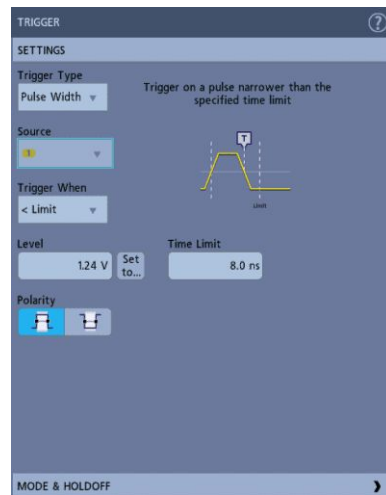 TRIGGER
?
SETTINGS
Trigger Type
Pulse Width
Trigger on a pulse narrower than the
specified time limit
Source
1
T
Limit
Trigger When
< Limit
Level
Time Limit
1.24 V
Set
to...
8.0 ns
Polarity
MODE & HOLDOFF